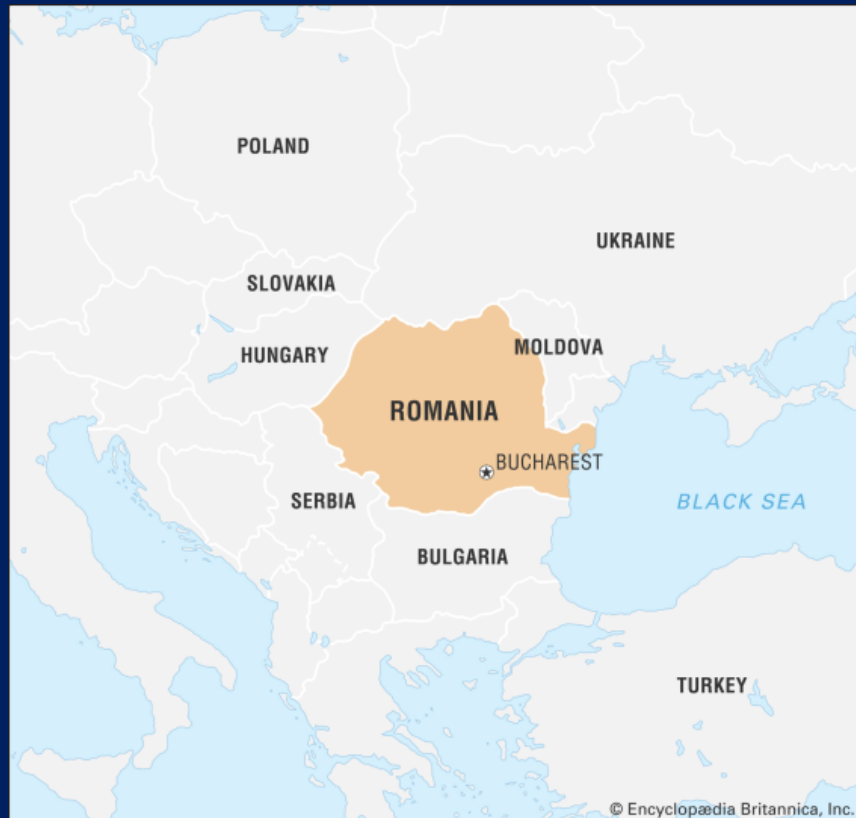 POLAND
UKRAINE
SLOVAKIA
HUNGARY
MOLDOVA
ROMANIA
BUCHAREST
SERBIA
BLACK SEA
BULGARIA
TURKEY
© Encyclopædia Britannica, Inc.